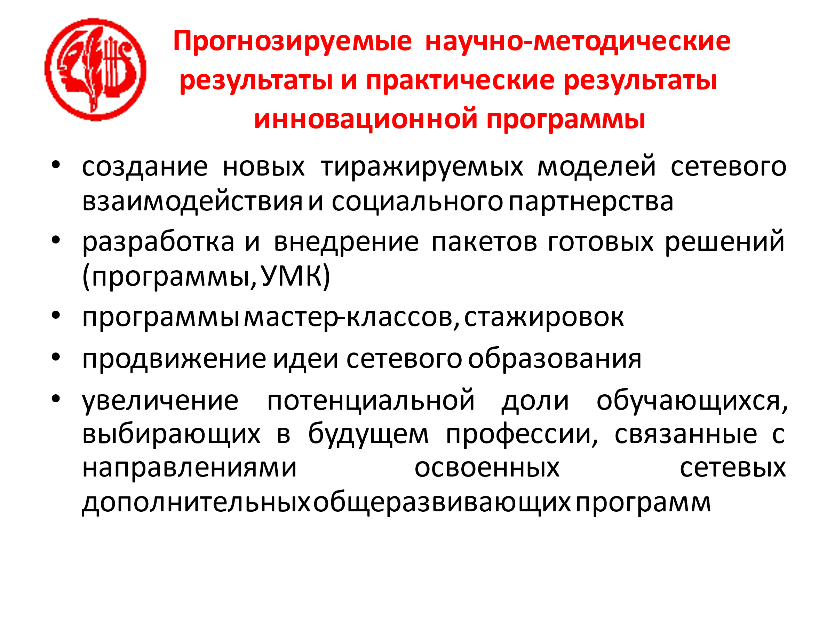 Прогнозируемые научно-методические
результаты и практические результаты
инновационной программы
• создание новых тиражируемых моделей сетевого
взаимодействия и социального партнерства
• разработка и внедрение пакетов готовых решений
(программы, УМК)
• программы мастер-классов, стажировок
• продвижение идеи сетевого образования
• увеличение потенциальной доли обучающихся,
выбирающих в будущем профессии, связанные с
направлениями освоенных сетевых
дополнительных общеразвивающих программ